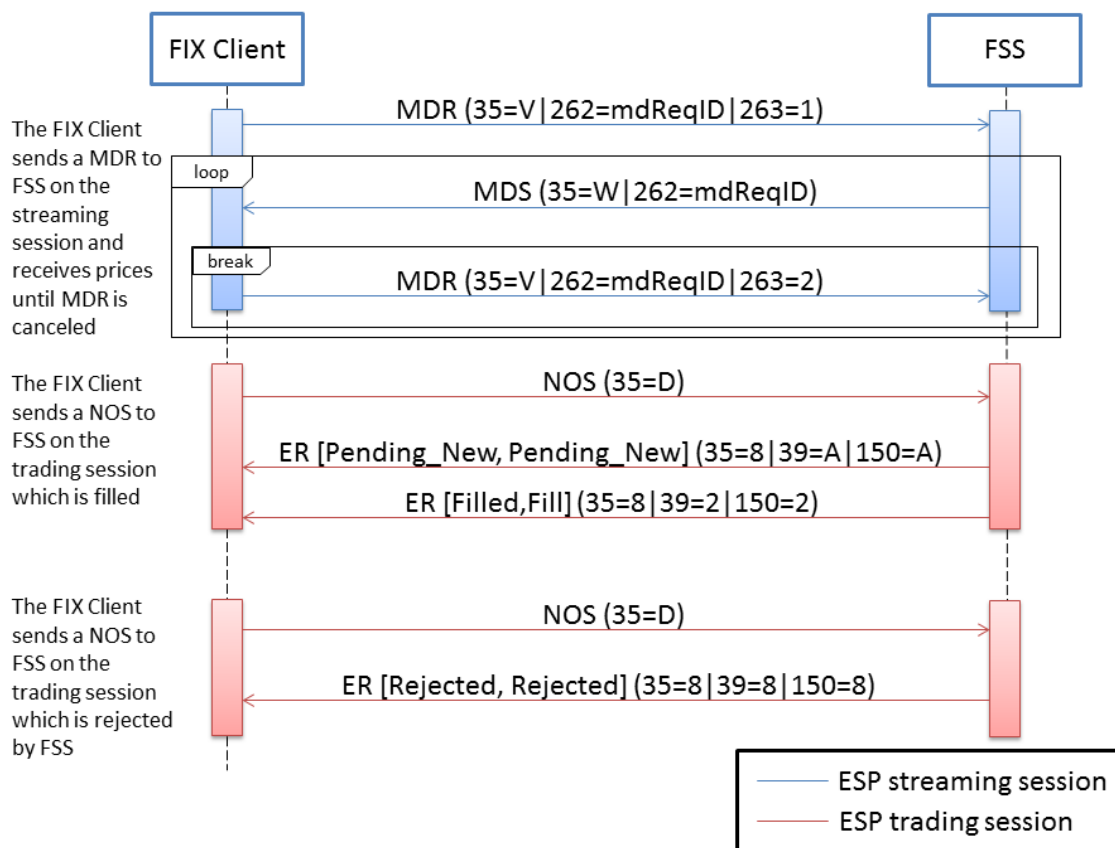 FIX Client
FSS
The FIX Client
sends a MDR to
FSS on the
streaming
session and
receives prices
until MDR is
canceled
MDR (35=V|262=mdReqID|263=1)
loop
MDS (35=W|262=mdReqID)
break
MDR (35=V|262=mdReqID|263=2)
The FIX Client
sends a NOS to
FSS on the
trading session
which is filled
NOS (35=D)
ER [Pending_New, Pending_New] (35=8|39=A|150=A)
ER [Filled,Fill] (35=8|39=2|150=2)
The FIX Client
sends a NOS to
FSS on the
trading session
which is rejected
by FSS
NOS (35=D)
ER [Rejected, Rejected] (35=8|39=8|150=8)
ESP streaming session
ESP trading session